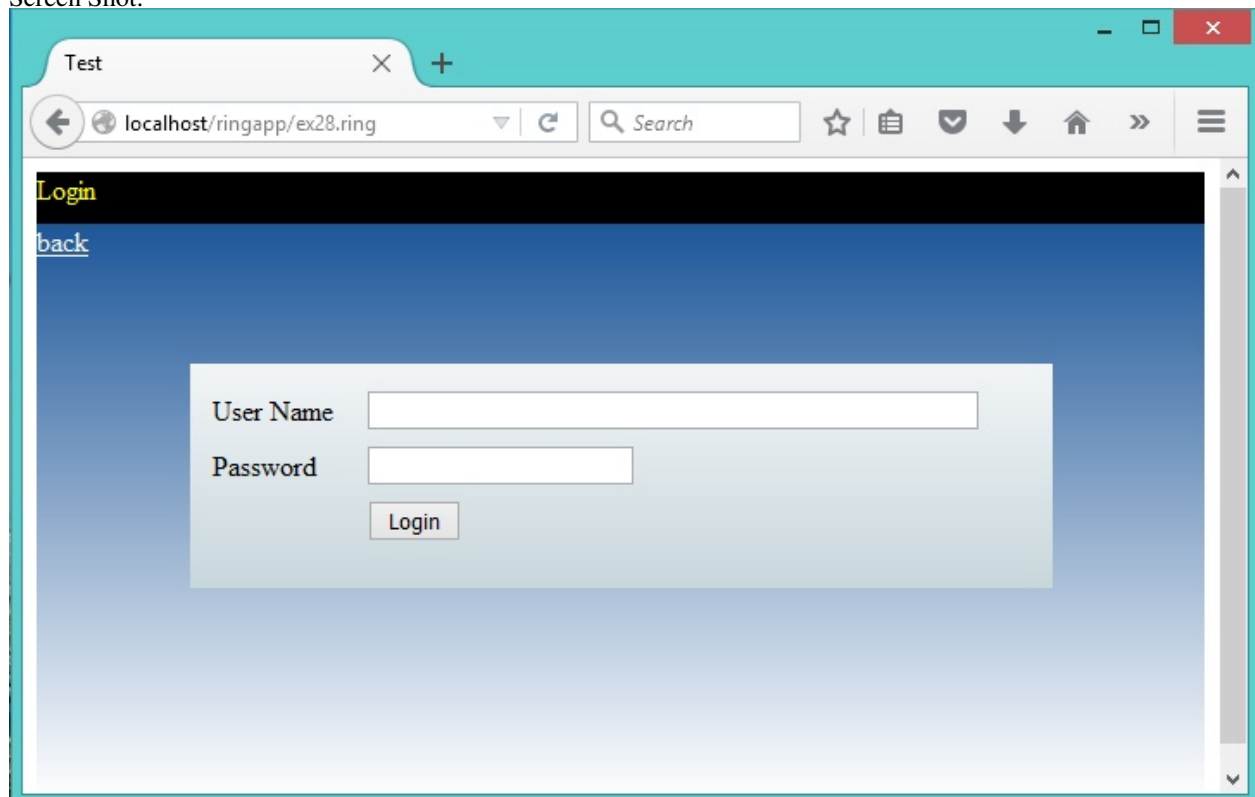 Screen Shot:
Test
localhost/ringapp/ex28.ring
Search
Login
back
User Name
Password
Login